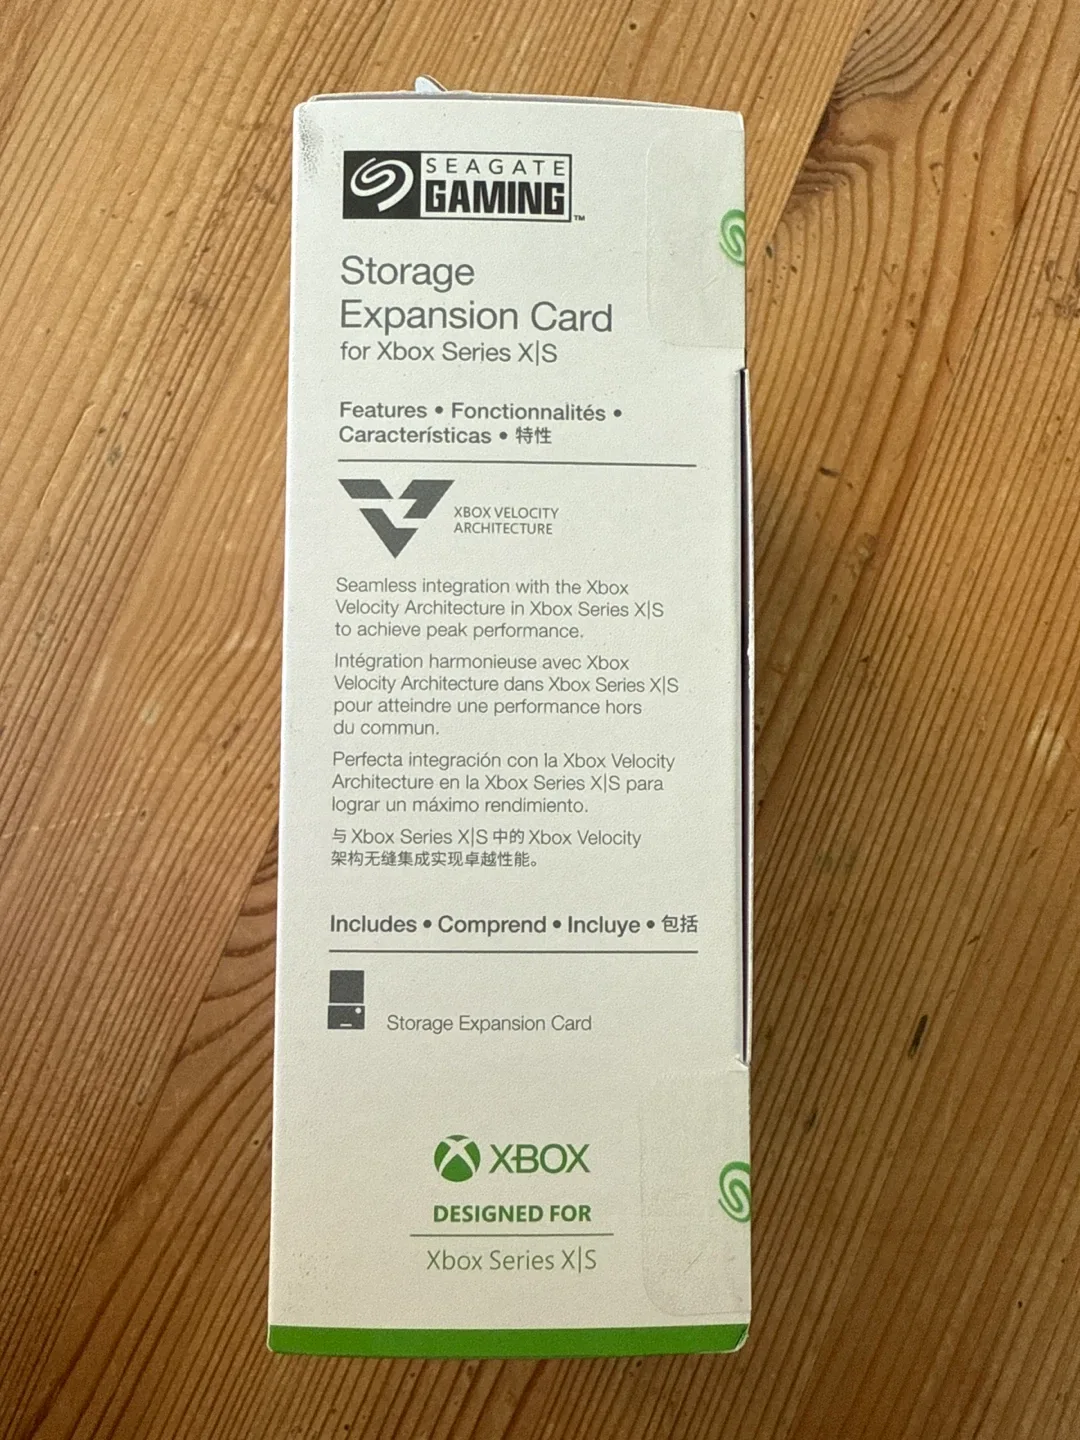 SEAGATE
GAMING™
Storage
Expansion Card
for Xbox Series X|S
Features • Fonctionnalités •
Características • 特性
XBOX VELOCITY
ARCHITECTURE
Seamless integration with the Xbox
Velocity Architecture in Xbox Series X|S
to achieve peak performance.
Intégration harmonieuse avec Xbox
Velocity Architecture dans Xbox Series X|S
pour atteindre une performance hors
du commun.
Perfecta integración con la Xbox Velocity
Architecture en la Xbox Series X|S para
lograr un máximo rendimiento.
与 Xbox Series X|S 中的 Xbox Velocity
架构无缝集成实现卓越性能。
Includes • Comprend • Incluye • 包括
Storage Expansion Card
XBOX
DESIGNED FOR
Xbox Series X|S